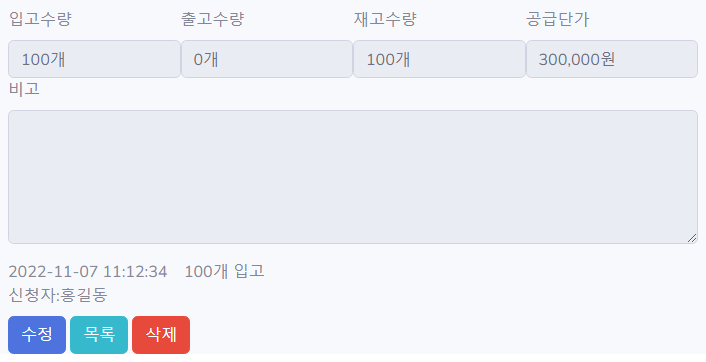 입고수량 출고수량 재고수량 공급단가
100개 0개 100개 300,000원
비고
2022-11-07 11:12:34 100개 입고
신청자:홍길동
수정 목록 삭제